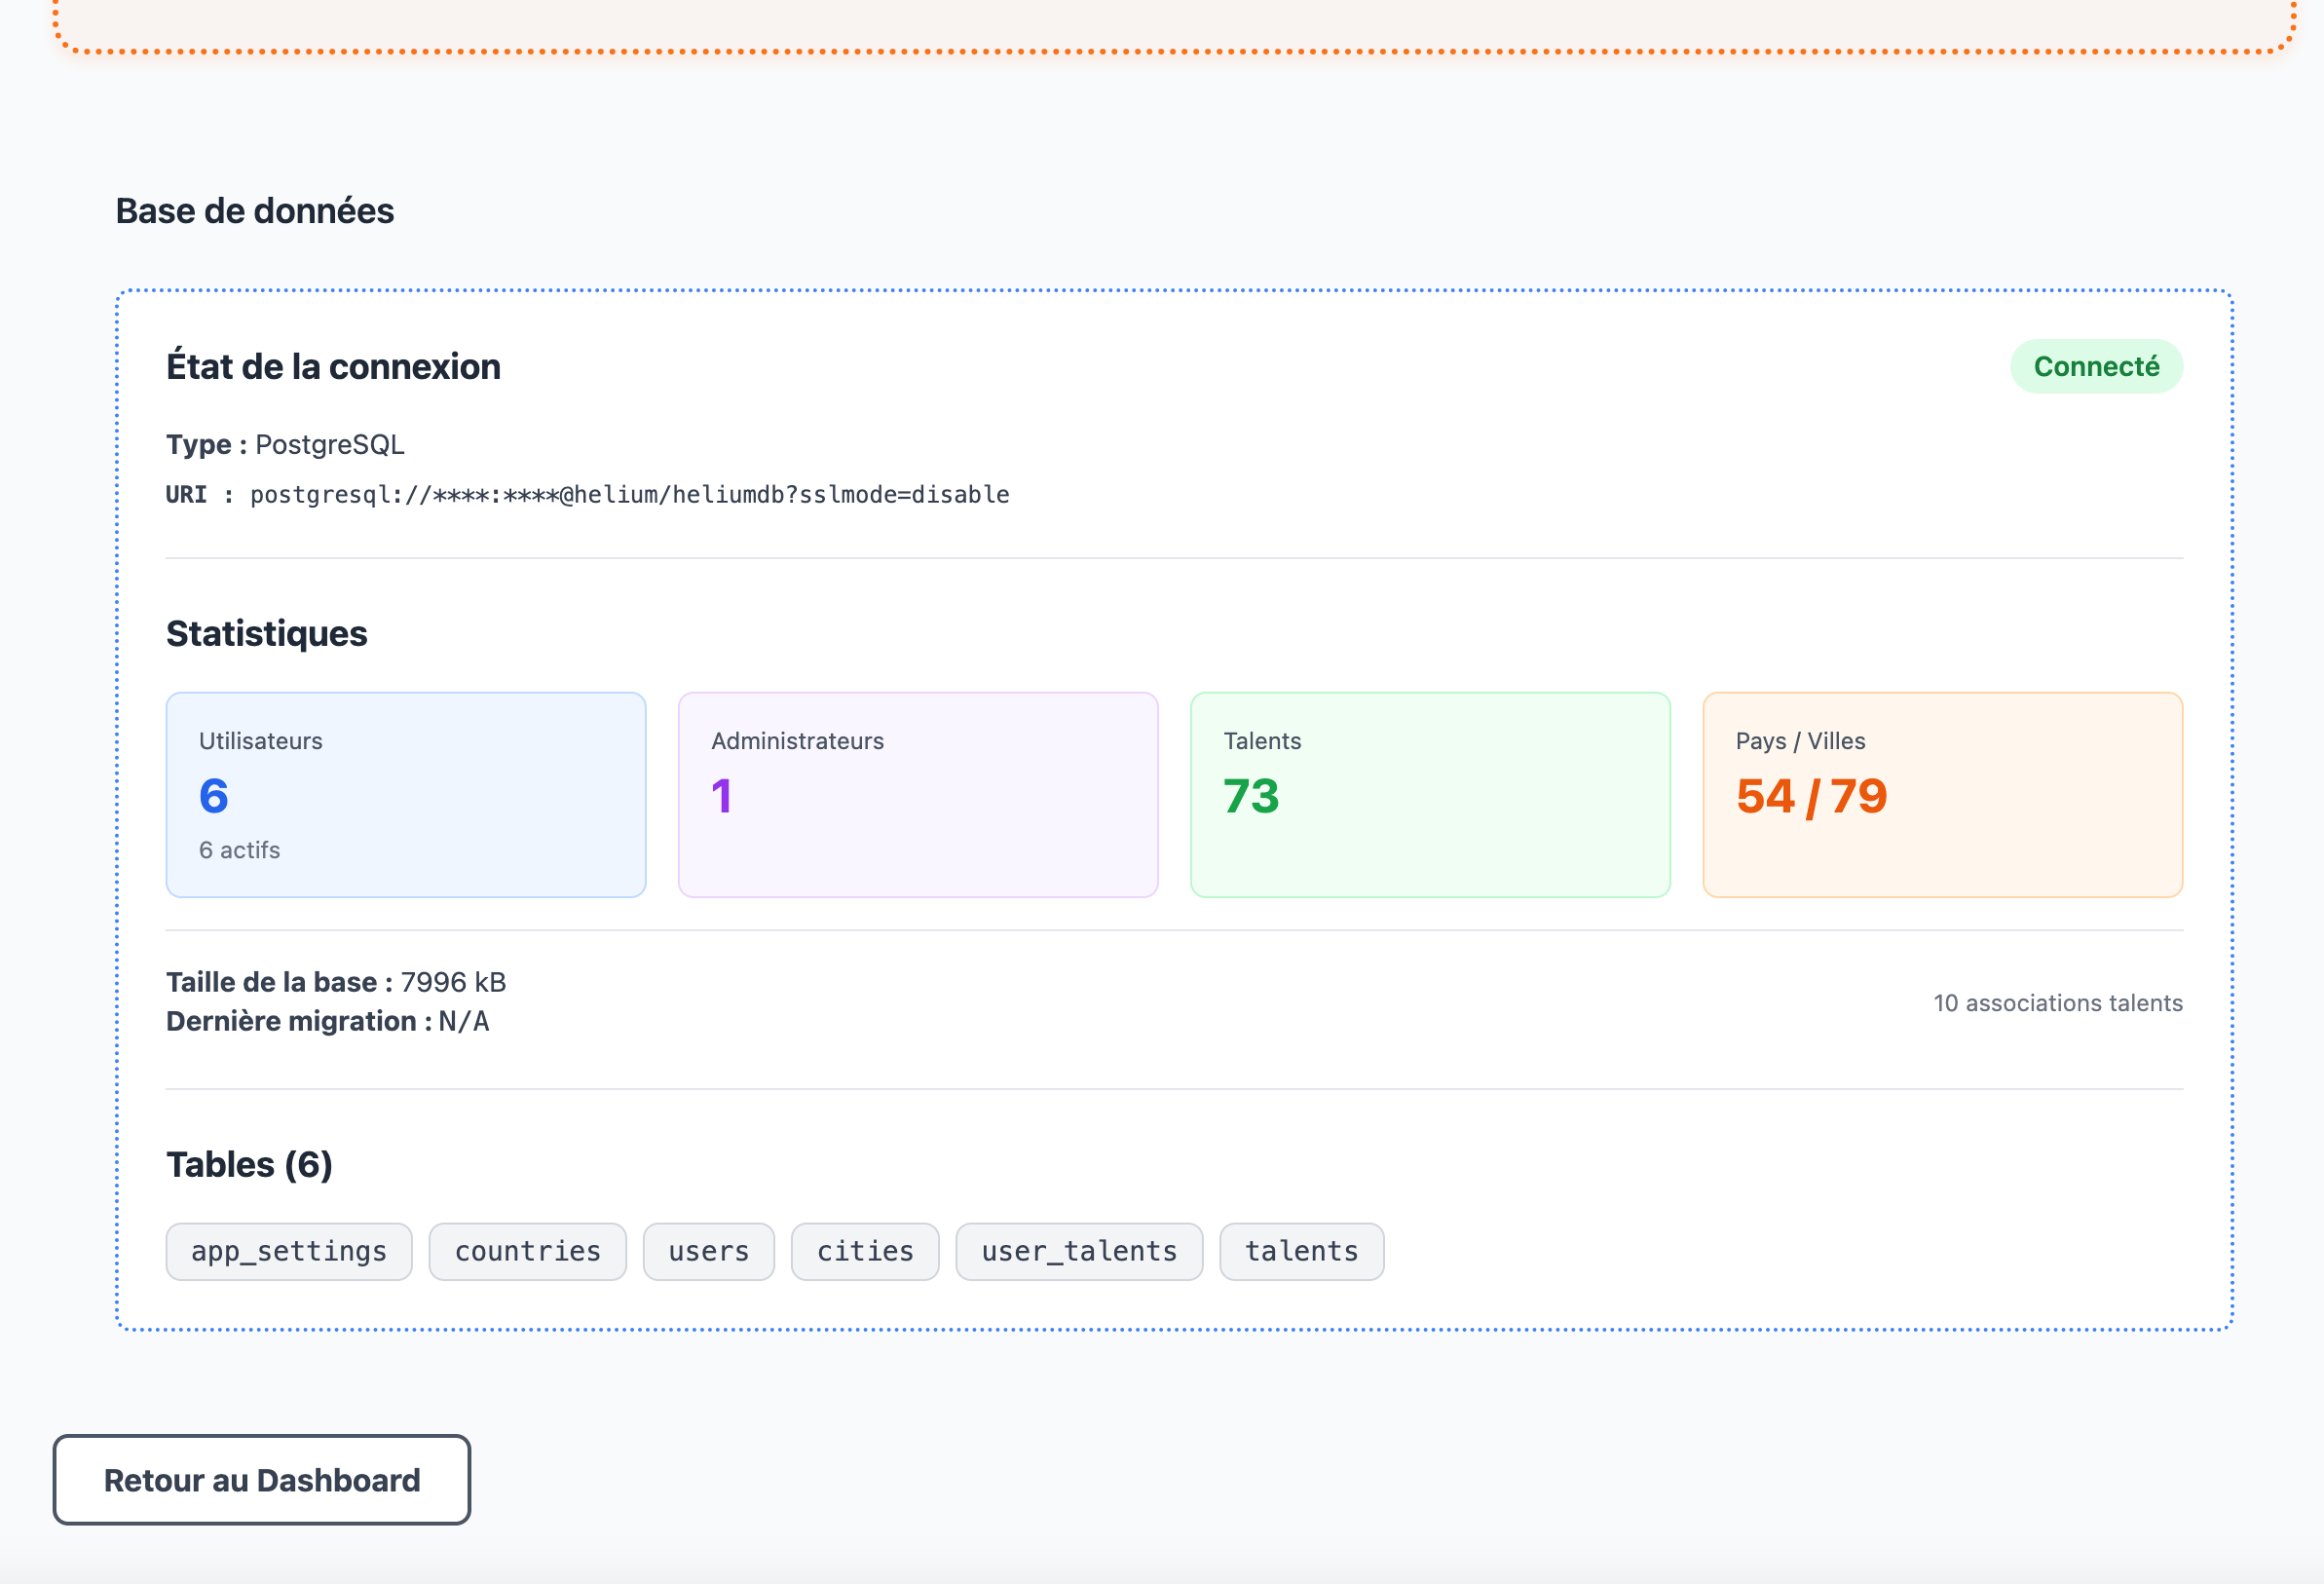 Base de données
État de la connexion
Connecté
Type : PostgreSQL
URI : postgresql://****:****@helium/heliumdb?sslmode=disable
Statistiques
Utilisateurs
6
6 actifs
Administrateurs
1
Talents
73
Pays / Villes
54 / 79
Taille de la base : 7996 kB
Dernière migration : N/A
10 associations talents
Tables (6)
app_settings countries users cities user_talents talents
Retour au Dashboard